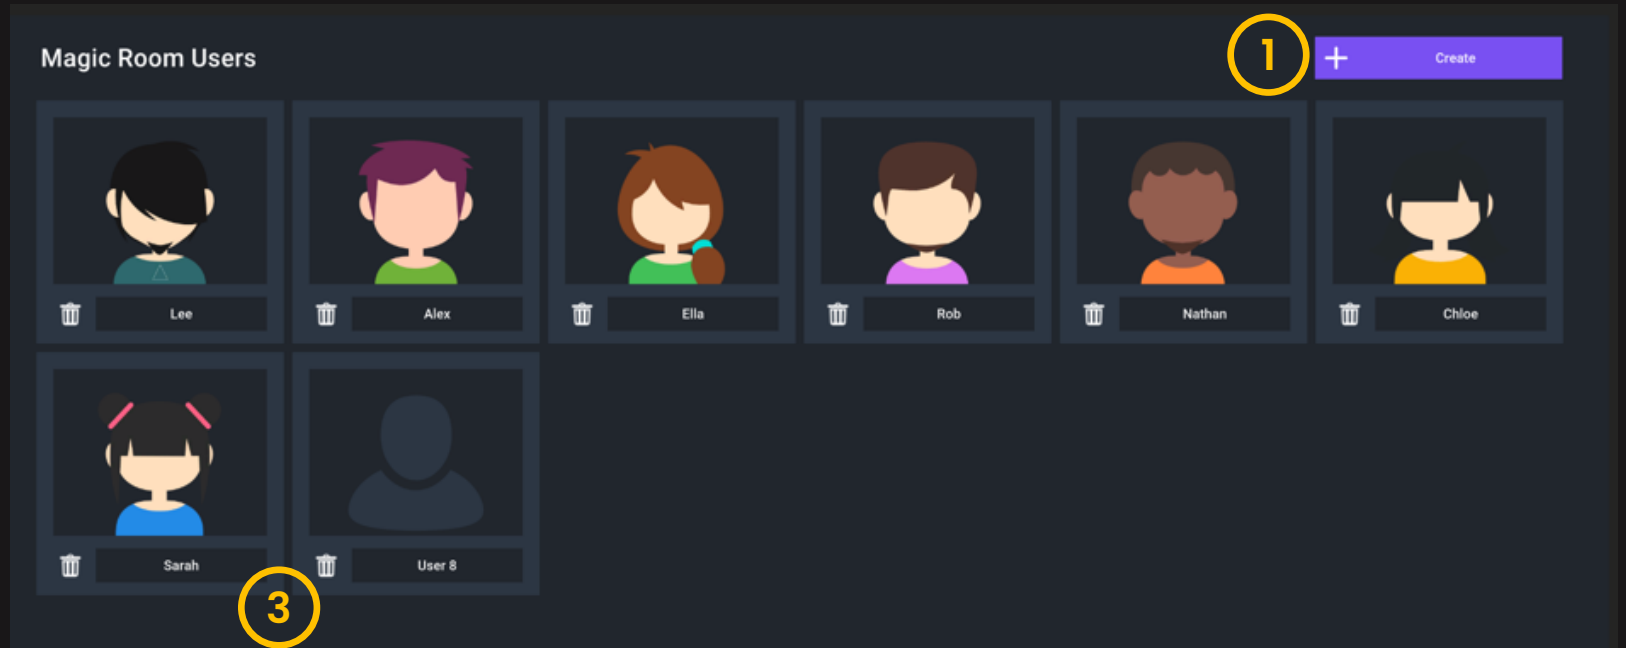 Magic Room Users
1
Create
Lee
Alex
Ella
Rob
Nathan
Chloe
Sarah
User 8
3